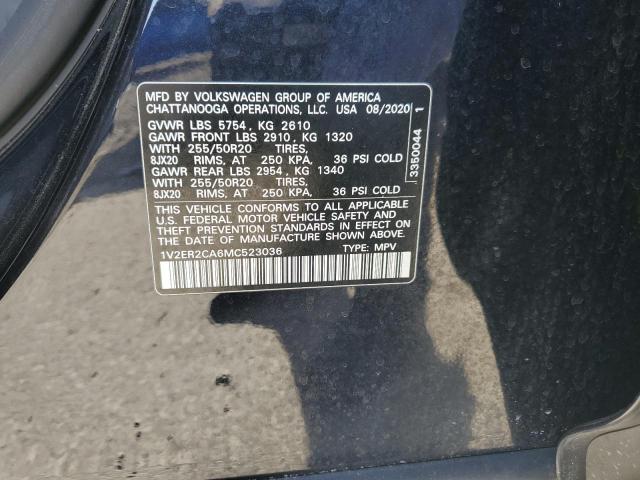 MFD BY VOLKSWAGEN GROUP OF AMERICA
CHATTANOOGA OPERATIONS, LLC. USA 08/2020
GVWR LBS 5754 , KG 2610
GAWR FRONT LBS 2910 , KG 1320
WITH 255/50R20 TIRES,
8JX20 RIMS, AT 250 KPA, 36 PSI COLD
GAWR REAR LBS 2954 , KG 1340
WITH 255/50R20 TIRES,
8JX20 RIMS, AT 250 KPA, 36 PSI COLD
THIS VEHICLE CONFORMS TO ALL APPLICABLE
U.S. FEDERAL MOTOR VEHICLE SAFETY AND
THEFT PREVENTION STANDARDS IN EFFECT ON
THE DATE OF MANUFACTURE SHOWN ABOVE.
1V2ER2CA6MC523036 TYPE: MPV
3350044 1